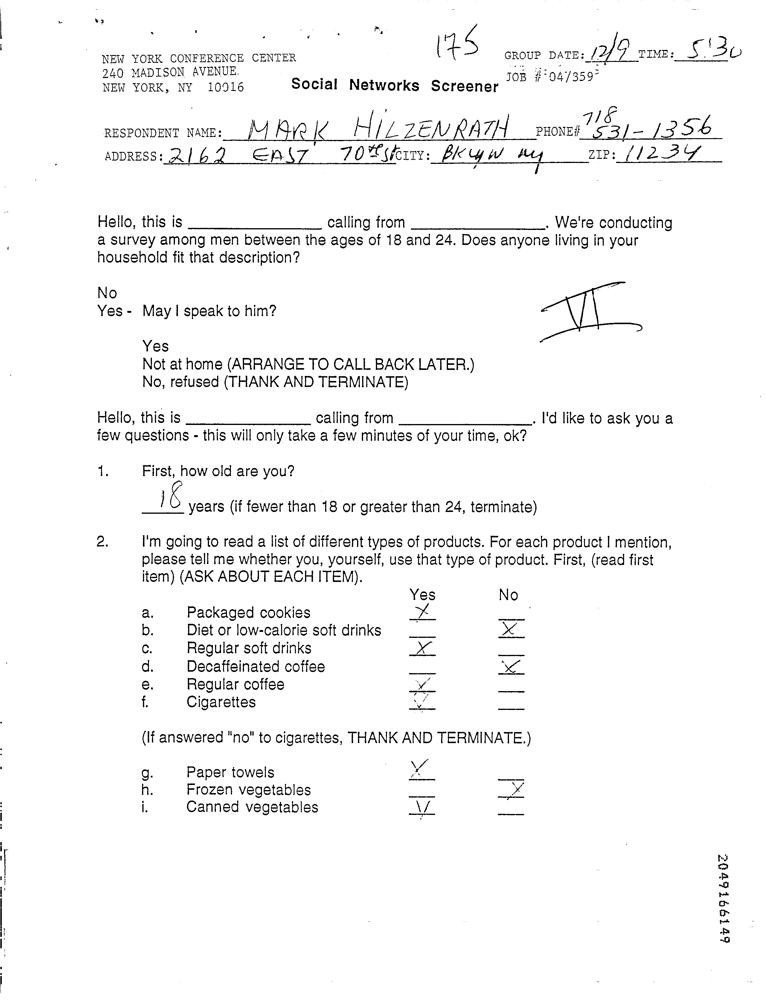 175
NEW YORK CONFERENCE CENTER GROUP DATE: 12/9 TIME: 5:30
240 MADISON AVENUE. JOB #: 047359
NEW YORK, NY 10016 Social Networks Screener
RESPONDENT NAME: MARK HILZENRATH PHONE# 718 531-1356
ADDRESS: 2162 EAST 70th St CITY: BKLYN NY ZIP: 11234
Hello, this is ________ calling from ________. We're conducting
a survey among men between the ages of 18 and 24. Does anyone living in your
household fit that description?
No
Yes - May I speak to him?
VI
Yes
Not at home (ARRANGE TO CALL BACK LATER.)
No, refused (THANK AND TERMINATE)
Hello, this is ________ calling from ________. I'd like to ask you a
few questions - this will only take a few minutes of your time, ok?
1. First, how old are you?
18 years (if fewer than 18 or greater than 24, terminate)
2. I'm going to read a list of different types of products. For each product I mention,
please tell me whether you, yourself, use that type of product. First, (read first
item) (ASK ABOUT EACH ITEM).
Yes No
a. Packaged cookies X
b. Diet or low-calorie soft drinks X
c. Regular soft drinks X
d. Decaffeinated coffee X
e. Regular coffee X
f. Cigarettes X
(If answered "no" to cigarettes, THANK AND TERMINATE.)
g. Paper towels X
h. Frozen vegetables X
i. Canned vegetables X
2049166149